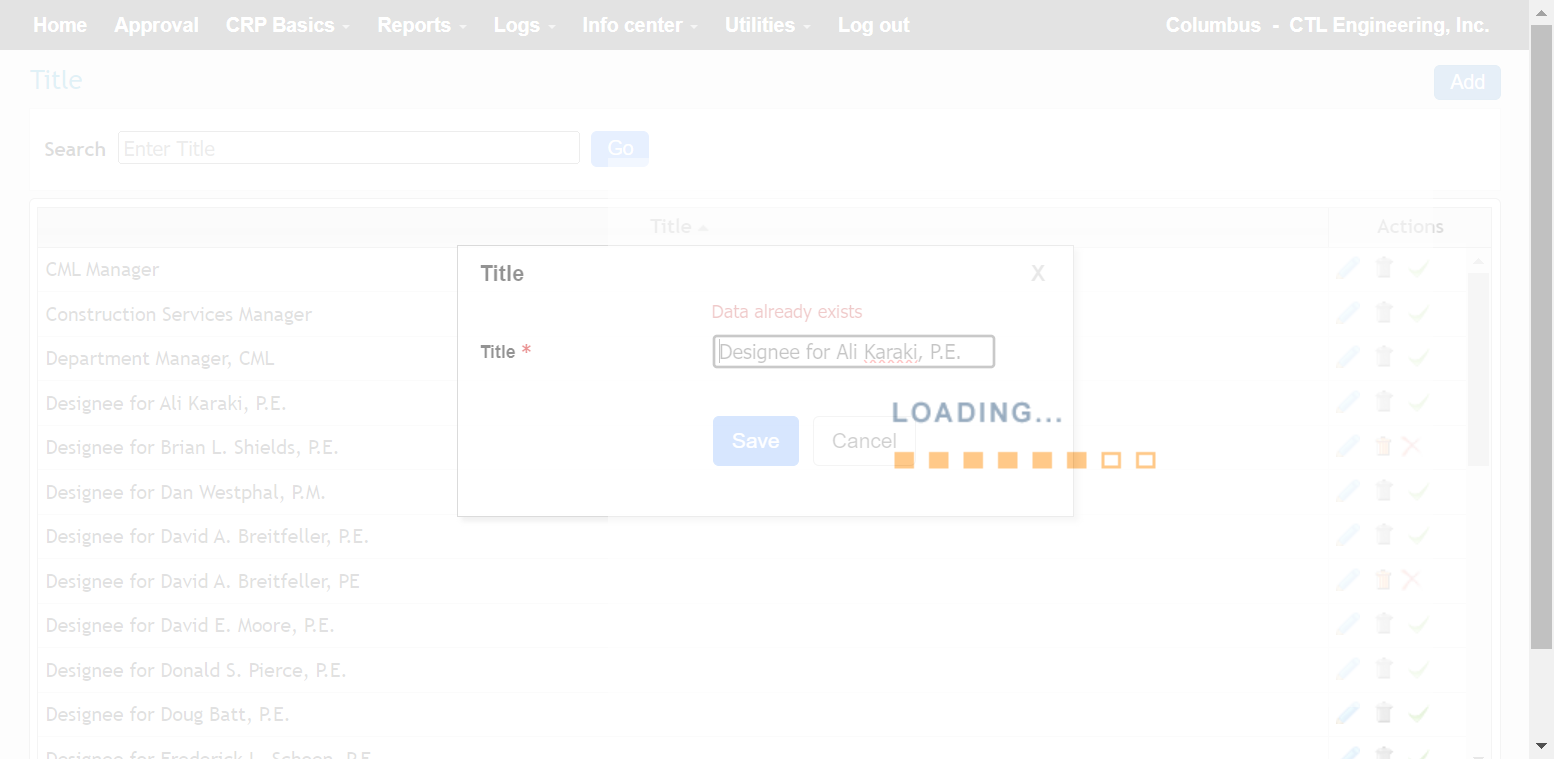 Home Approval CRP Basics Reports Logs Info center Utilities Log out Columbus - CTL Engineering, Inc.
Title Add
Search Enter Title Go
Title Actions
CML Manager
Construction Services Manager
Department Manager, CML
Designee for Ali Karaki, P.E.
Designee for Brian L. Shields, P.E.
Designee for Dan Westphal, P.M.
Designee for David A. Breitfeller, P.E.
Designee for David A. Breitfeller, PE
Designee for David E. Moore, P.E.
Designee for Donald S. Pierce, P.E.
Designee for Doug Batt, P.E.
Designee for Frederick L. Schoen, P.E.
Title X
Data already exists
Title * Designee for Ali Karaki, P.E.
LOADING...
Save Cancel